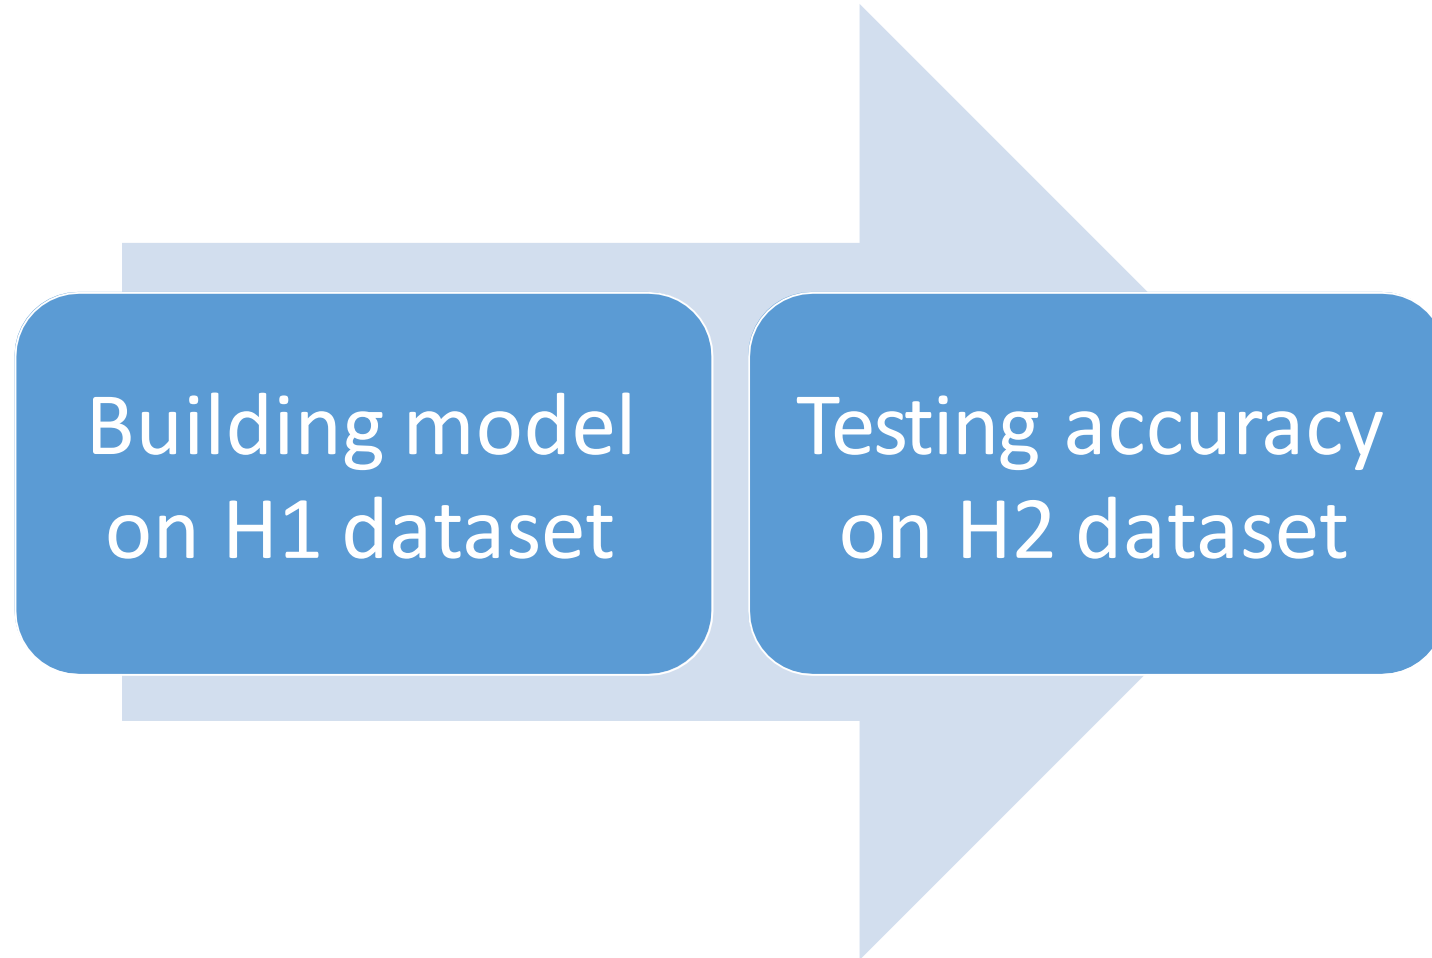 Building model
on H1 dataset
Testing accuracy
on H2 dataset